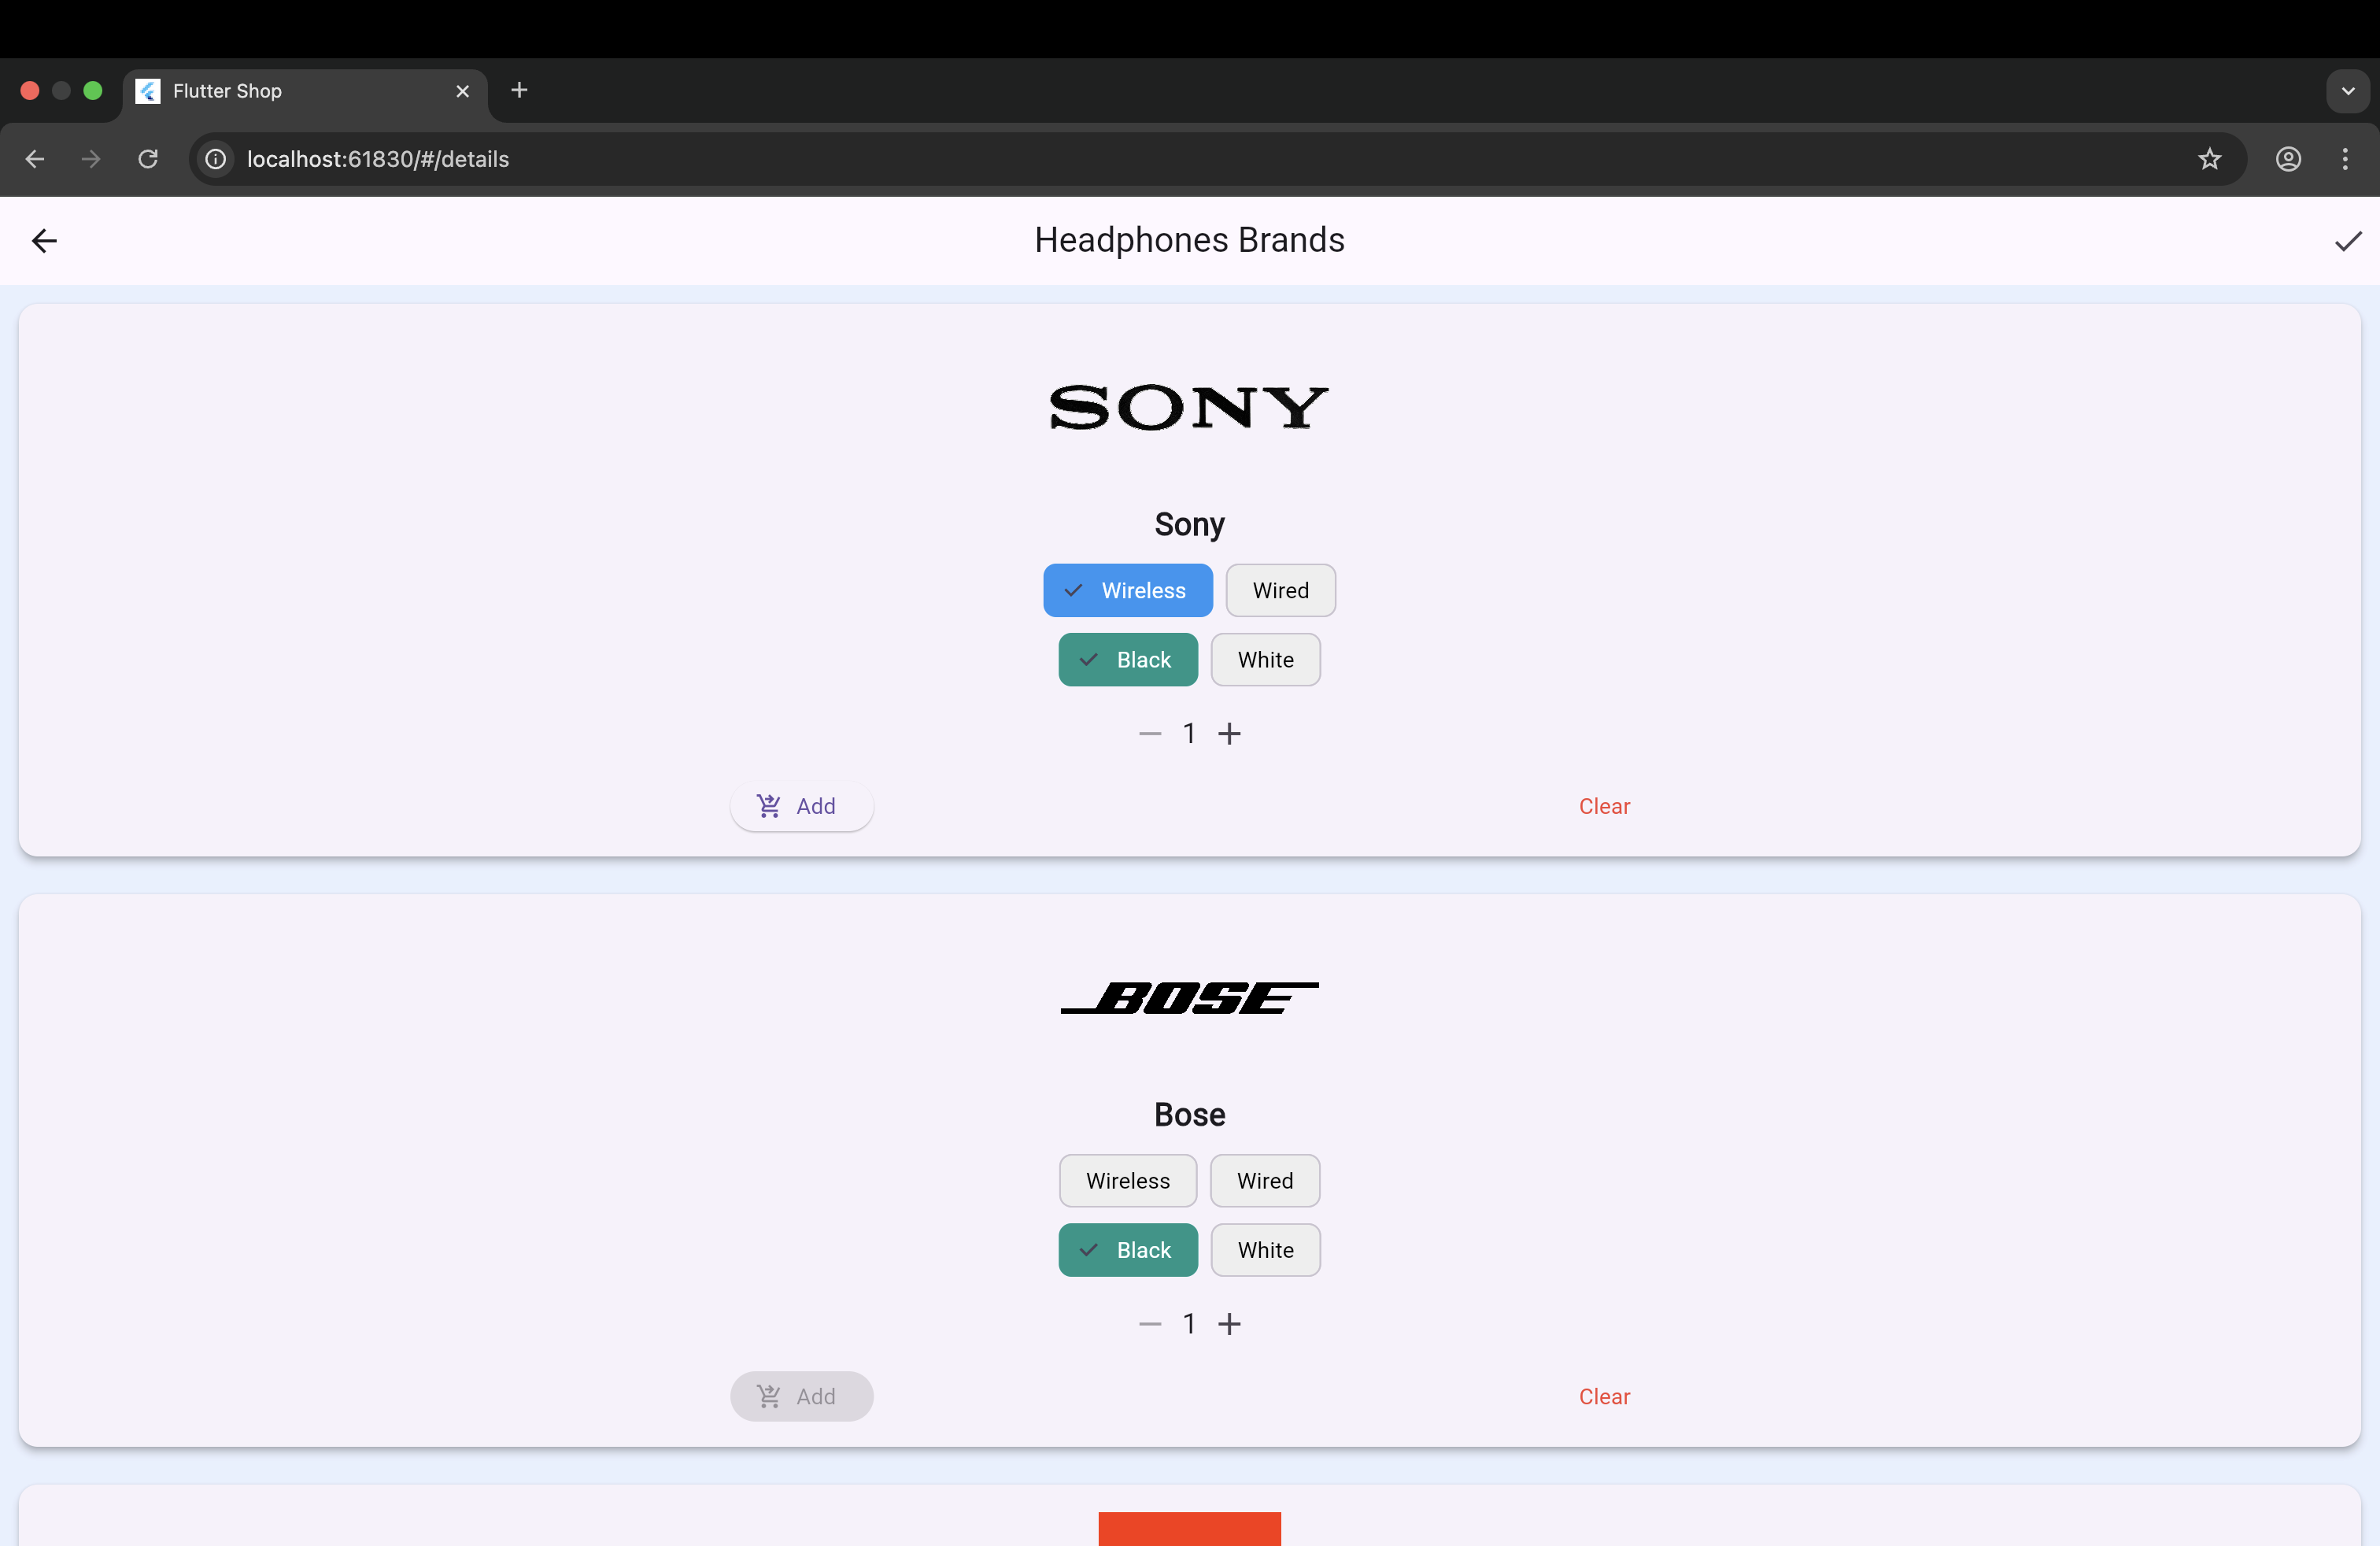 Flutter Shop
localhost:61830/#/details
Headphones Brands
SONY
Sony
Wireless Wired
Black White
1
Add Clear
BOSE
Bose
Wireless Wired
Black White
1
Add Clear